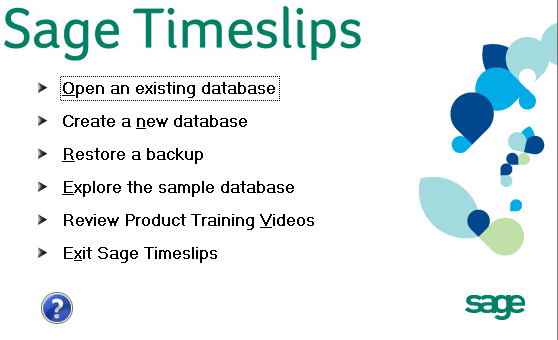 Sage Timeslips
Open an existing database
Create a new database
Restore a backup
Explore the sample database
Review Product Training Videos
Exit Sage Timeslips
?
sage